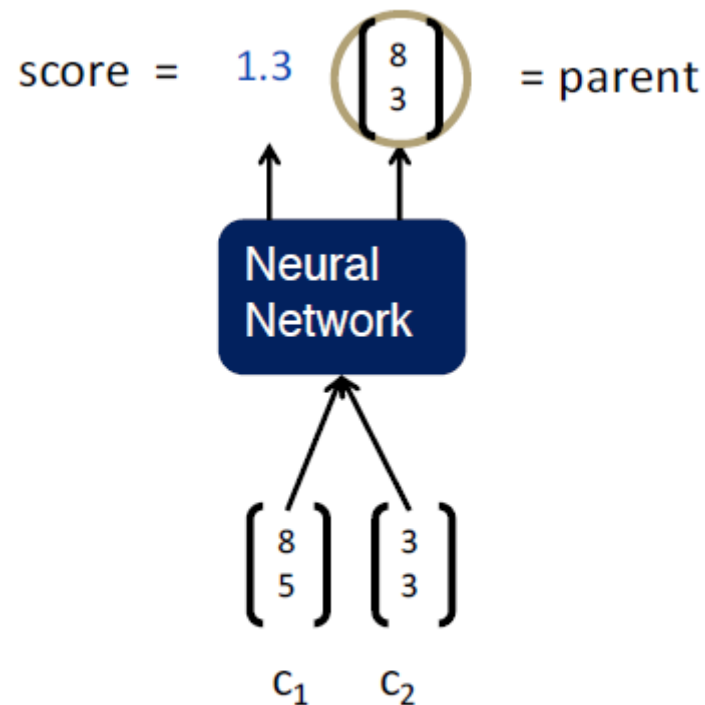 score = 1.3 8 = parent
3
Neural
Network
8 3
5 3
c₁ c₂